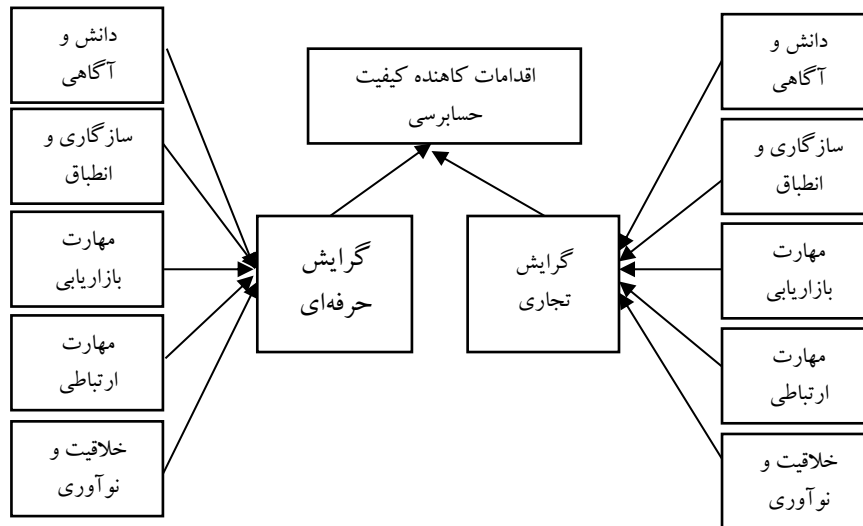 دانش و
آگاهی
اقدامات کاهنده کیفیت
حسابرسی
دانش و
آگاهی
سازگاری و
انطباق
سازگاری و
انطباق
مهارت
بازاریابی
گرایش
تجاری
گرایش
حرفه‌ای
مهارت
بازاریابی
مهارت
ارتباطی
مهارت
ارتباطی
خلاقیت و
نوآوری
خلاقیت و
نوآوری